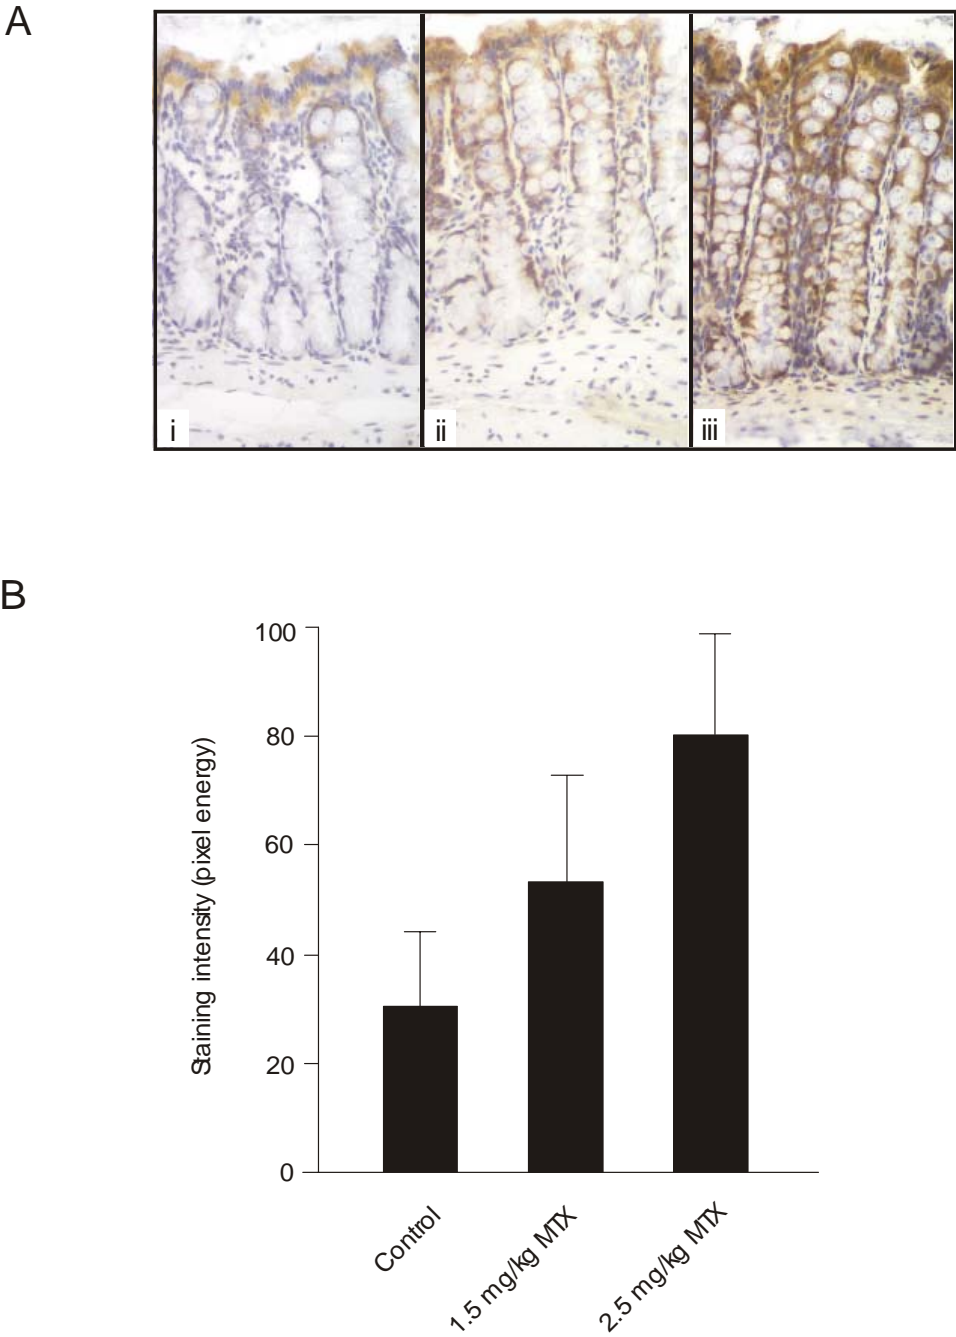 A
i
ii
iii
B
100
80
60
40
20
0
Staining intensity (pixel energy)
Control
1.5 mg/kg MTX
2.5 mg/kg MTX